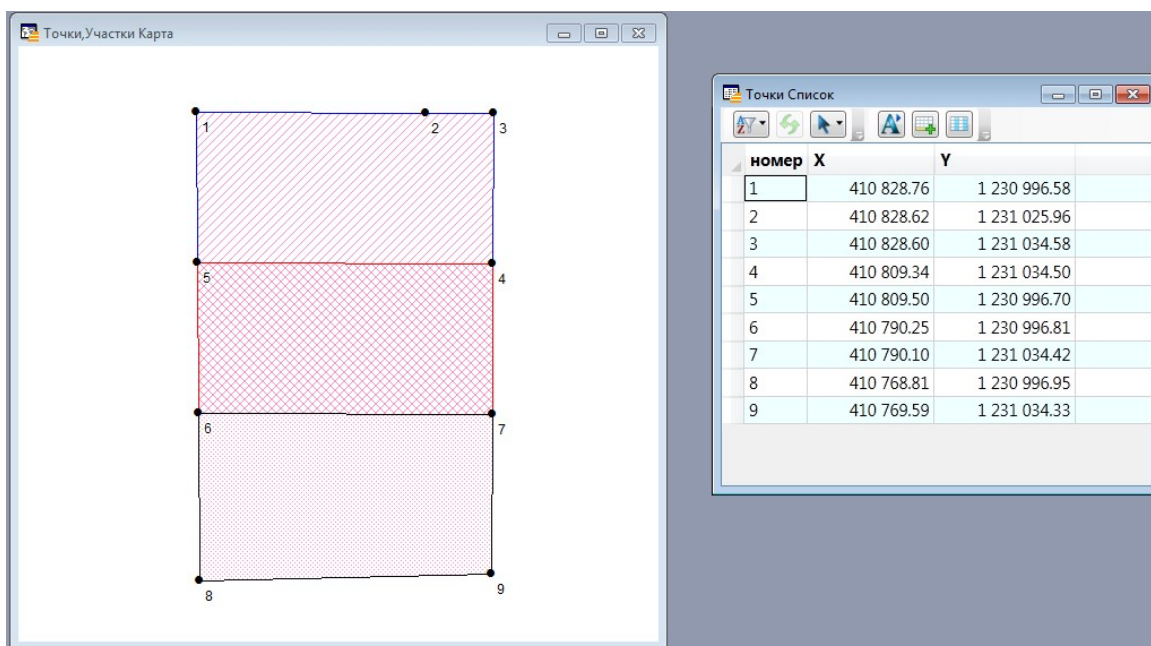 Точки,Участки Карта
1
2
3
5
4
6
7
8
9
Точки Список
номер X Y
1 410 828.76 1 230 996.58
2 410 828.62 1 231 025.96
3 410 828.60 1 231 034.58
4 410 809.34 1 231 034.50
5 410 809.50 1 230 996.70
6 410 790.25 1 230 996.81
7 410 790.10 1 231 034.42
8 410 768.81 1 230 996.95
9 410 769.59 1 231 034.33